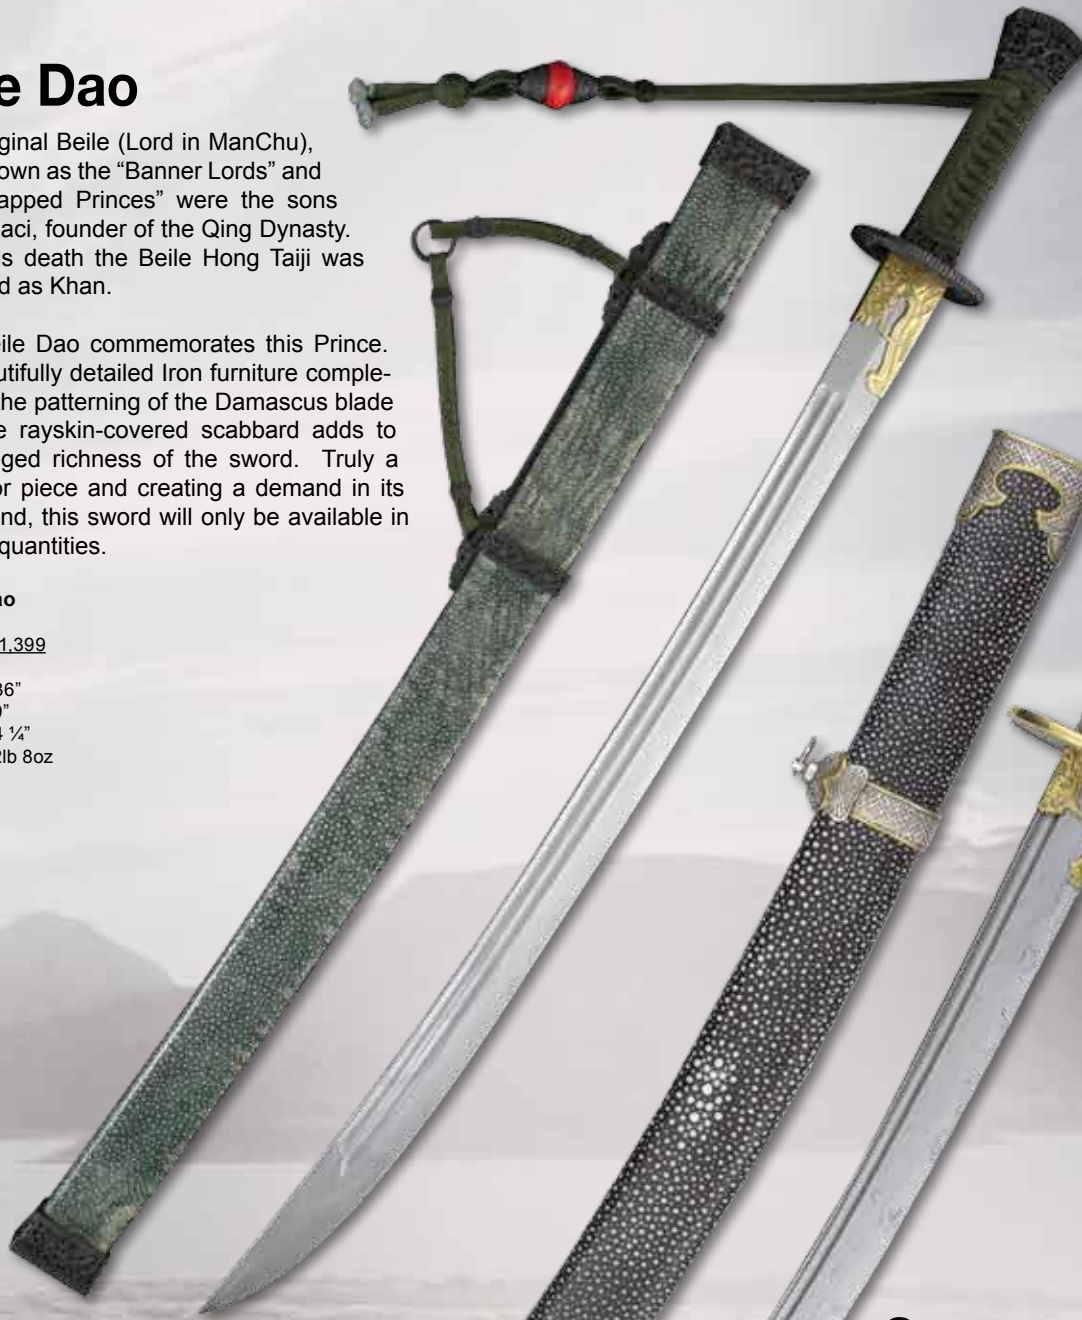 e Dao
ginal Beile (Lord in ManChu),
own as the “Banner Lords” and
apped Princes” were the sons
aci, founder of the Qing Dynasty.
s death the Beile Hong Taiji was
d as Khan.
ile Dao commemorates this Prince.
utifully detailed Iron furniture comple-
the patterning of the Damascus blade
e rayskin-covered scabbard adds to
ged richness of the sword. Truly a
or piece and creating a demand in its
nd, this sword will only be available in
quantities.
ao
1,399
36”
”
¼”
lb 8oz